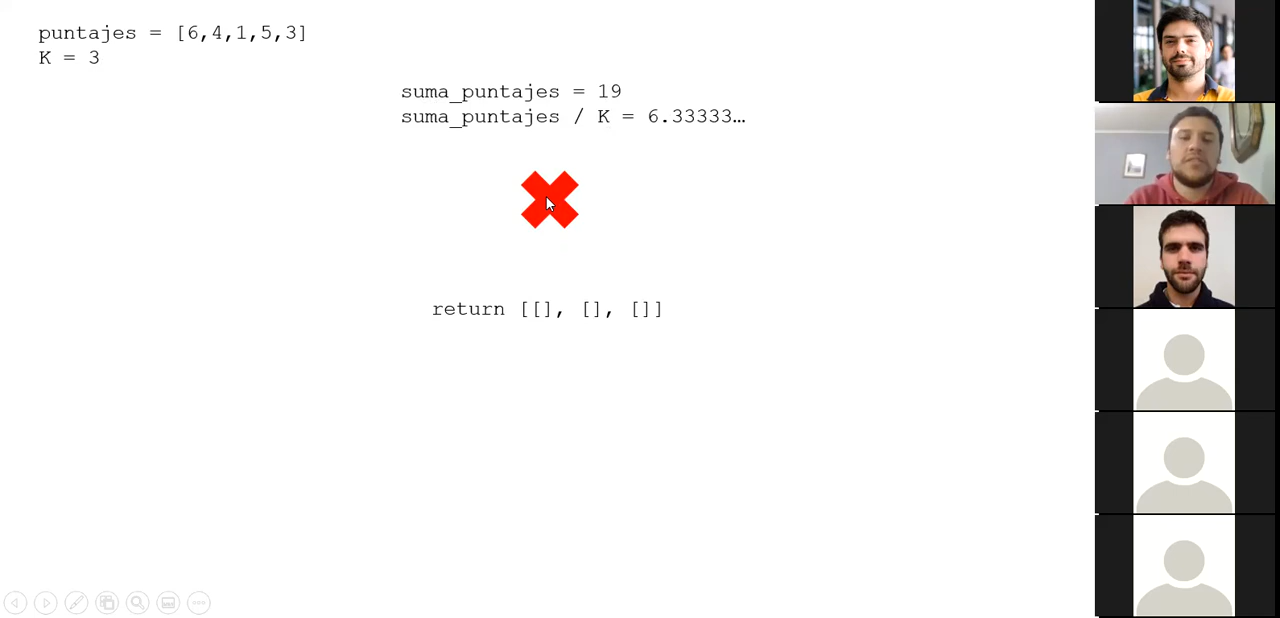 puntajes = [6,4,1,5,3]
K = 3
suma_puntajes = 19
suma_puntajes / K = 6.33333…
return [[], [], []]